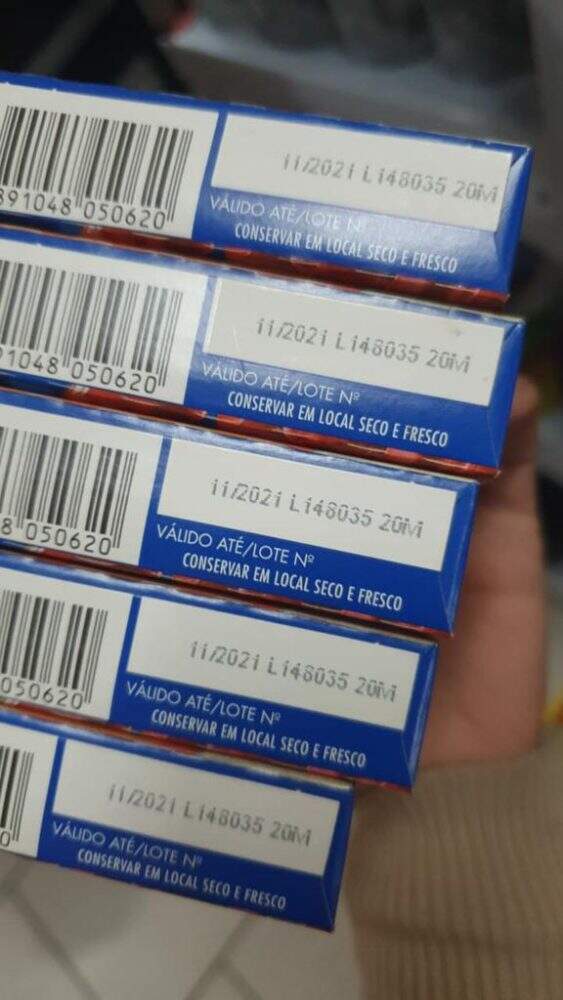 11/2021 L148035 20M
891048 050620
VÁLIDO ATÉ/LOTE Nº
CONSERVAR EM LOCAL SECO E FRESCO
11/2021 L148035 20M
91048 050620
VÁLIDO ATÉ/LOTE Nº
CONSERVAR EM LOCAL SECO E FRESCO
11/2021 L148035 20M
8 050620
VÁLIDO ATÉ/LOTE Nº
CONSERVAR EM LOCAL SECO E FRESCO
11/2021 L148035 20M
050620
VÁLIDO ATÉ/LOTE Nº
CONSERVAR EM LOCAL SECO E FRESCO
11/2021 L148035 20M
0
VÁLIDO ATÉ/LOTE Nº
CONSERVAR EM LOCAL SECO E FRESCO